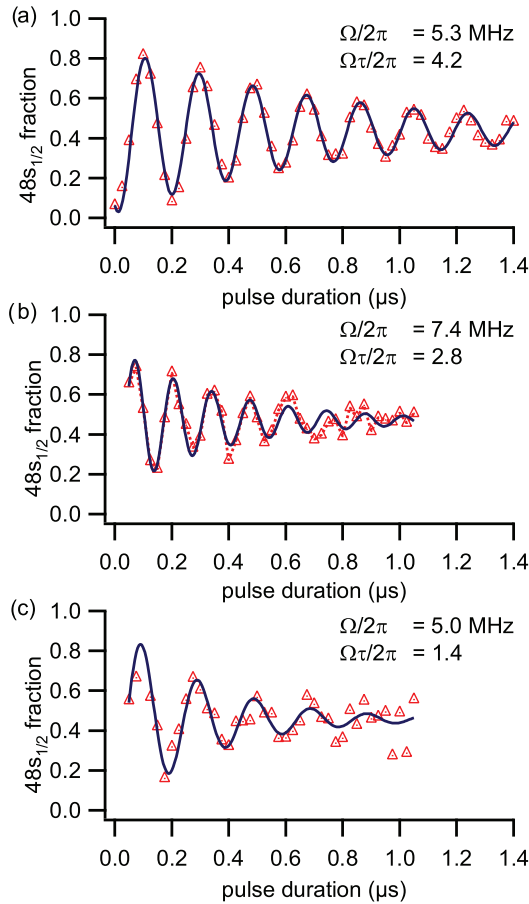 (a)
1.0
0.8
0.6
0.4
0.2
0.0
48s1/2 fraction
Ω/2π = 5.3 MHz
Ωτ/2π = 4.2
0.0 0.2 0.4 0.6 0.8 1.0 1.2 1.4
pulse duration (µs)
(b)
1.0
0.8
0.6
0.4
0.2
0.0
48s1/2 fraction
Ω/2π = 7.4 MHz
Ωτ/2π = 2.8
0.0 0.2 0.4 0.6 0.8 1.0 1.2 1.4
pulse duration (µs)
(c)
1.0
0.8
0.6
0.4
0.2
0.0
48s1/2 fraction
Ω/2π = 5.0 MHz
Ωτ/2π = 1.4
0.0 0.2 0.4 0.6 0.8 1.0 1.2 1.4
pulse duration (µs)